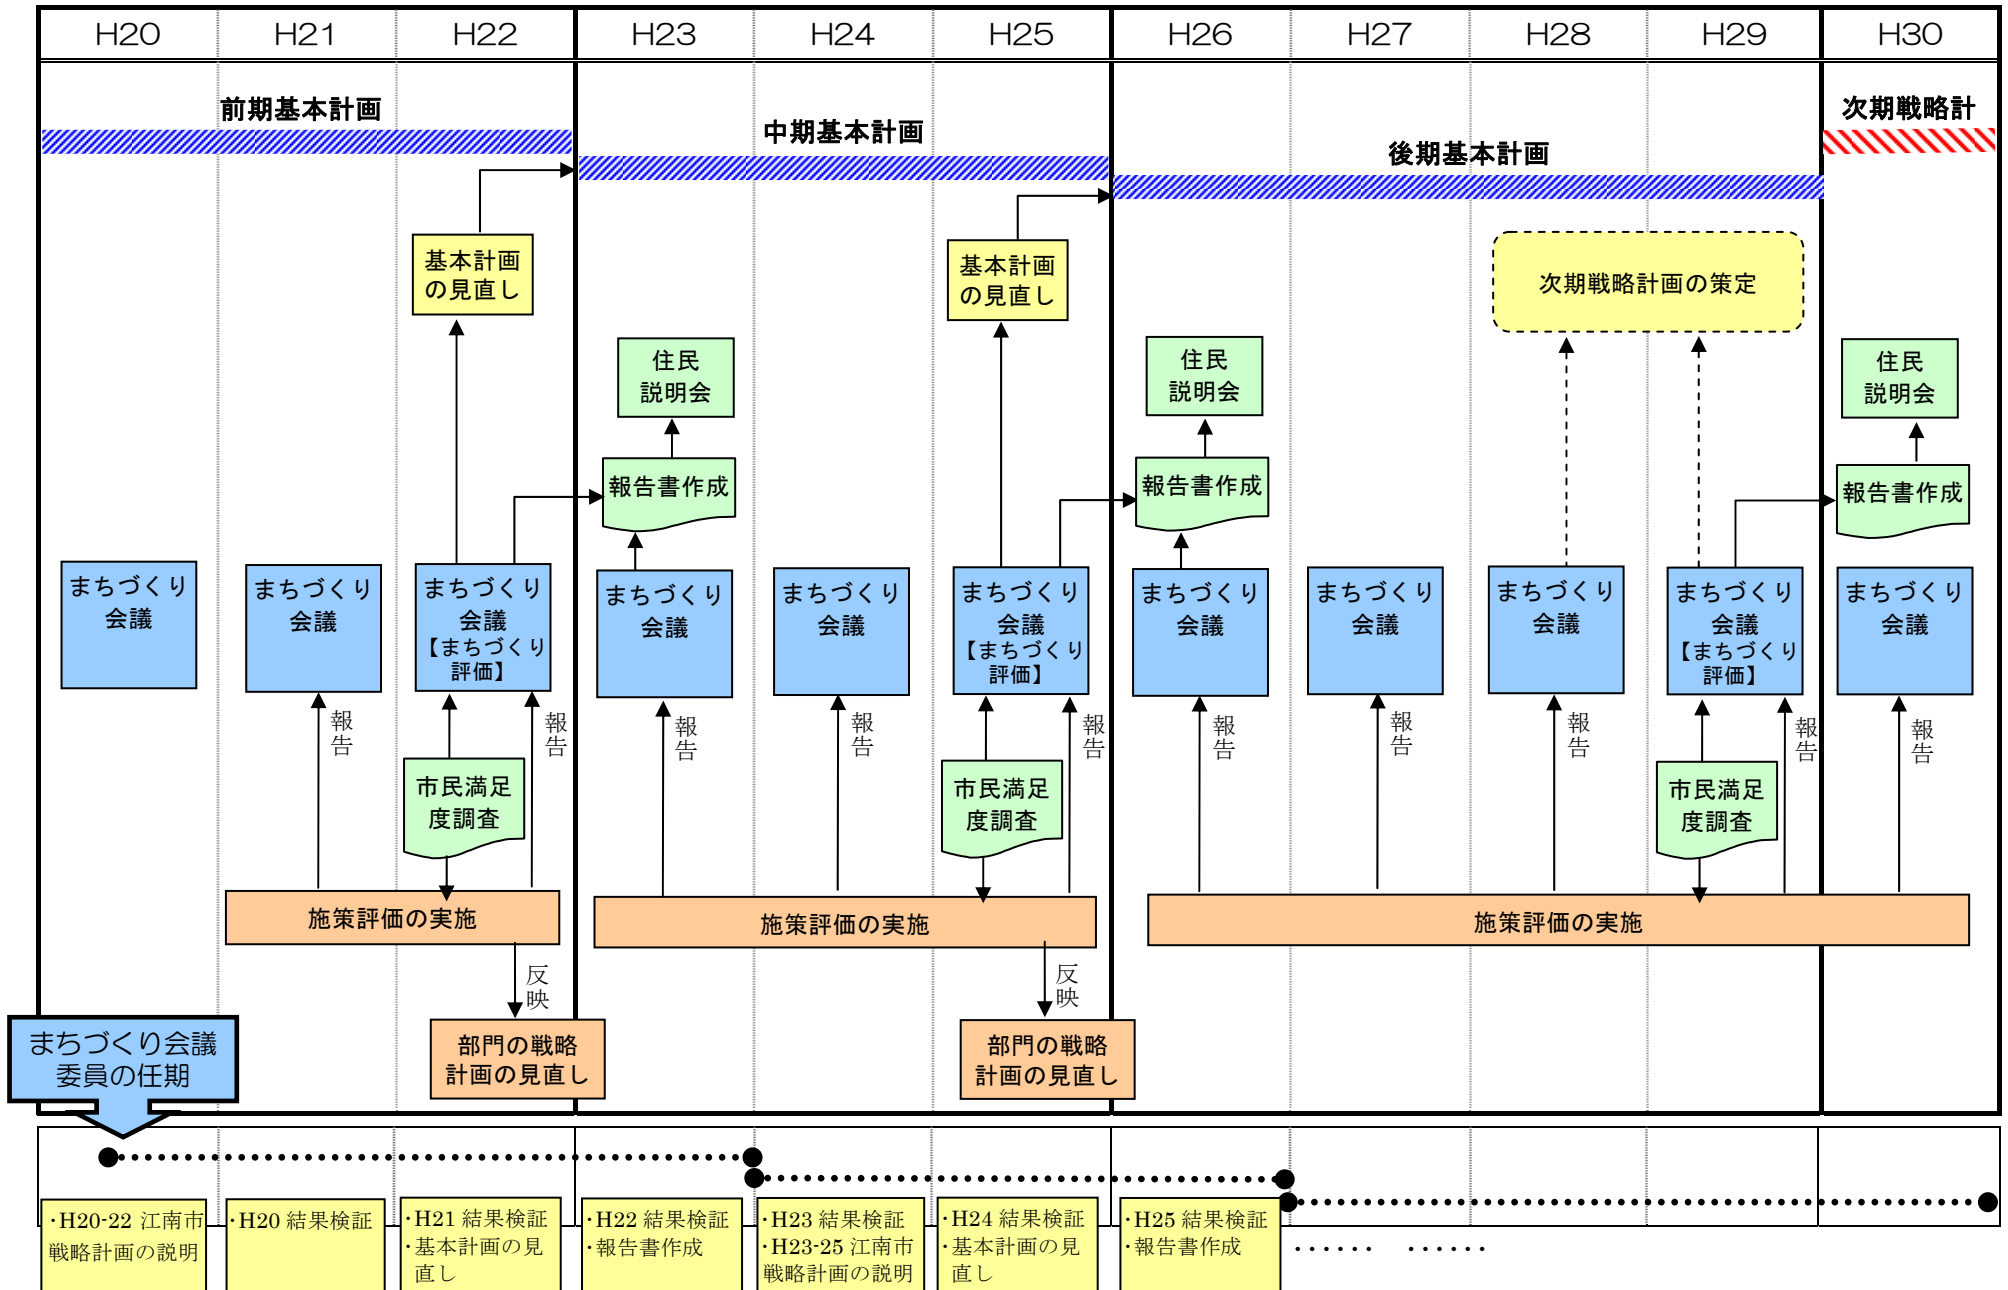 H20 H21 H22 H23 H24 H25 H26 H27 H28 H29 H30
前期基本計画
中期基本計画
後期基本計画
次期戦略計
基本計画
の見直し
基本計画
の見直し
次期戦略計画の策定
住民
説明会
住民
説明会
住民
説明会
報告書作成
報告書作成
報告書作成
まちづくり
会議
まちづくり
会議
まちづくり
会議
【まちづくり
評価】
まちづくり
会議
まちづくり
会議
まちづくり
会議
【まちづくり
評価】
まちづくり
会議
まちづくり
会議
まちづくり
会議
まちづくり
会議
【まちづくり
評価】
まちづくり
会議
報告
報告
報告
報告
報告
報告
報告
報告
報告
報告
市民満足
度調査
市民満足
度調査
市民満足
度調査
施策評価の実施
施策評価の実施
施策評価の実施
反映
反映
部門の戦略
計画の見直し
部門の戦略
計画の見直し
まちづくり会議
委員の任期
・H20-22 江南市
戦略計画の説明
・H20 結果検証
・H21 結果検証
・基本計画の見
直し
・H22 結果検証
・報告書作成
・H23 結果検証
・H23-25 江南市
戦略計画の説明
・H24 結果検証
・基本計画の見
直し
・H25 結果検証
・報告書作成
・・・・・・ ・・・・・・